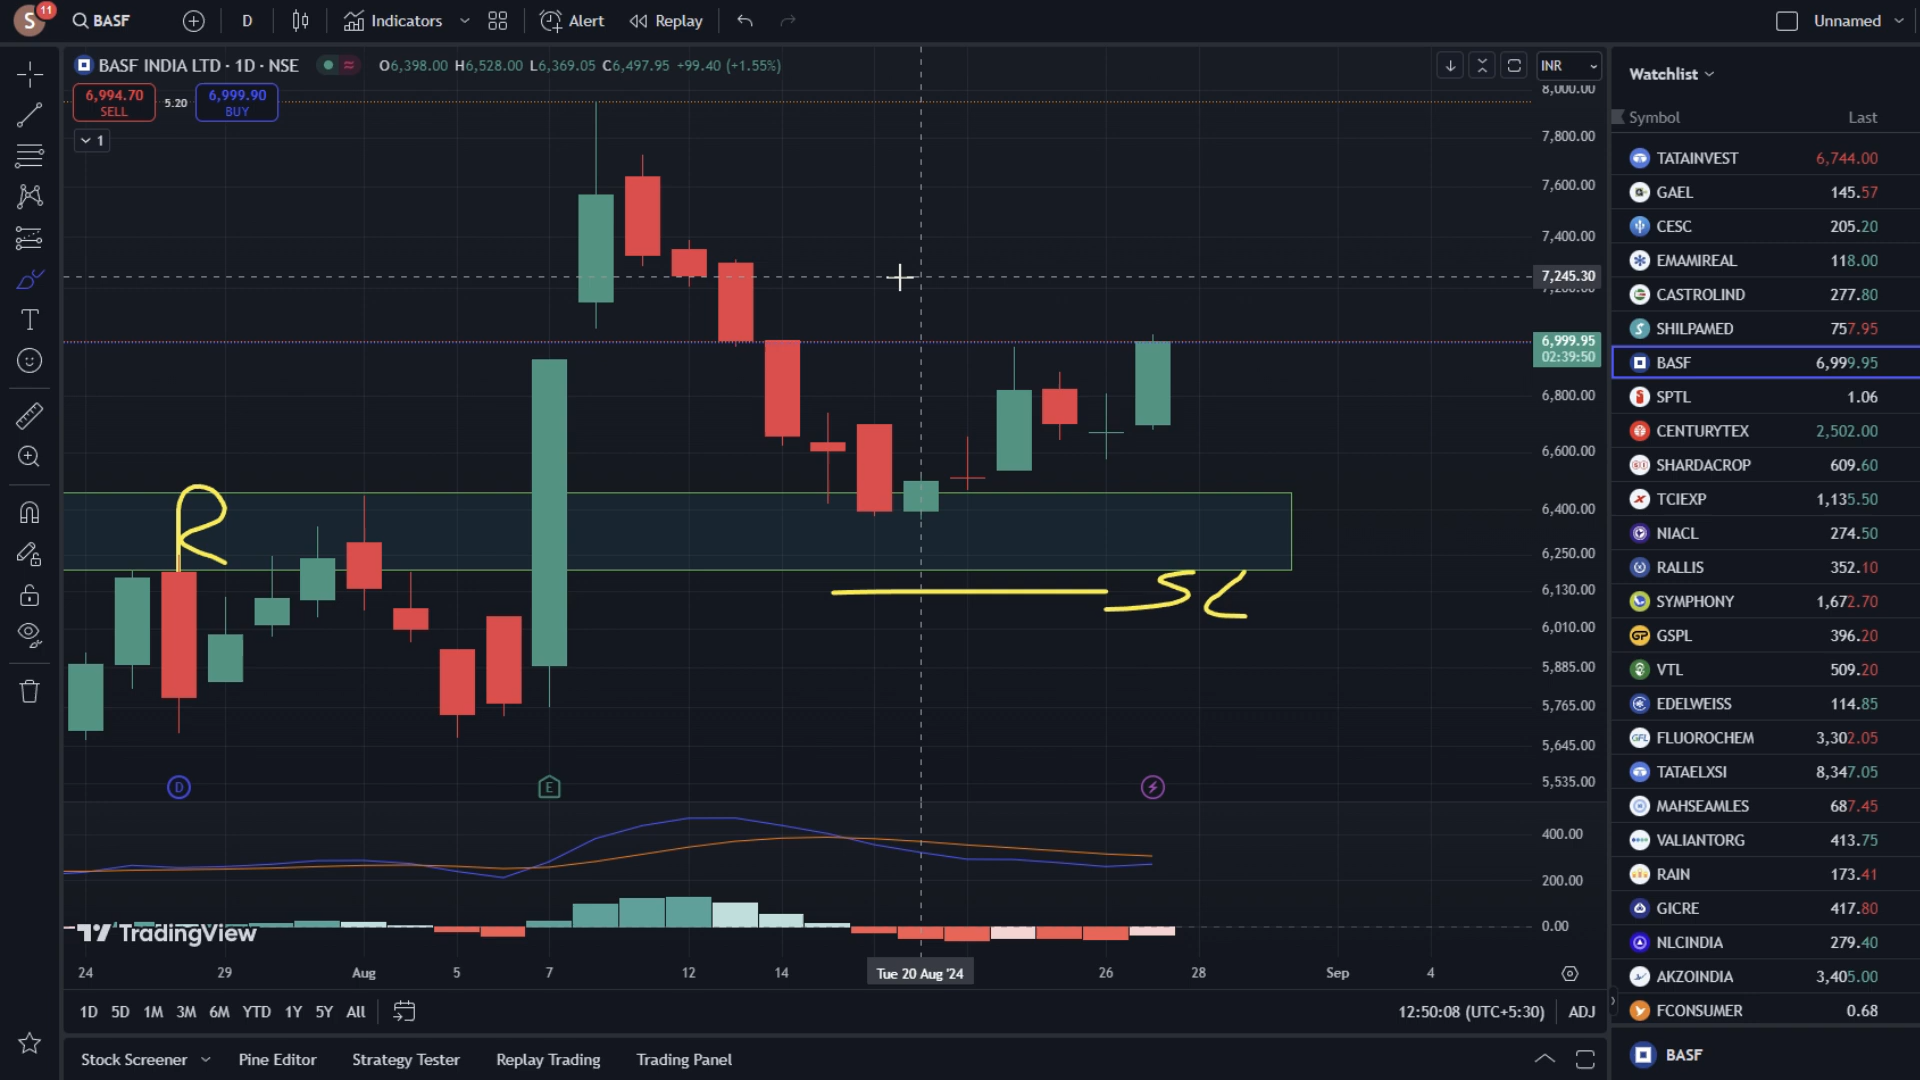 S 11 BASF D Indicators Alert Replay Unnamed
BASF INDIA LTD · 1D · NSE O6,398.00 H6,528.00 L6,369.05 C6,497.95 +99.40 (+1.55%) INR
6,994.70 SELL 5.20 6,999.90 BUY
1
8,000.00
7,800.00
7,600.00
7,400.00
7,245.30
7,200.00
6,999.95
02:39:50
6,800.00
6,600.00
6,400.00
6,250.00
6,130.00
6,010.00
5,885.00
5,765.00
5,645.00
5,535.00
R
SL
D E
400.00
200.00
0.00
TradingView
24 29 Aug 5 7 12 14 Tue 20 Aug '24 26 28 Sep 4
1D 5D 1M 3M 6M YTD 1Y 5Y All 12:50:08 (UTC+5:30) ADJ
Stock Screener Pine Editor Strategy Tester Replay Trading Trading Panel
Watchlist
Symbol Last
TATAINVEST 6,744.00
GAEL 145.57
CESC 205.20
EMAMIREAL 118.00
CASTROLIND 277.80
SHILPAMED 757.95
BASF 6,999.95
SPTL 1.06
CENTURYTEX 2,502.00
SHARDACROP 609.60
TCIEXP 1,135.50
NIACL 274.50
RALLIS 352.10
SYMPHONY 1,672.70
GSPL 396.20
VTL 509.20
EDELWEISS 114.85
FLUOROCHEM 3,302.05
TATAELXSI 8,347.05
MAHSEAMLES 687.45
VALIANTORG 413.75
RAIN 173.41
GICRE 417.80
NLCINDIA 279.40
AKZOINDIA 3,405.00
FCONSUMER 0.68
BASF